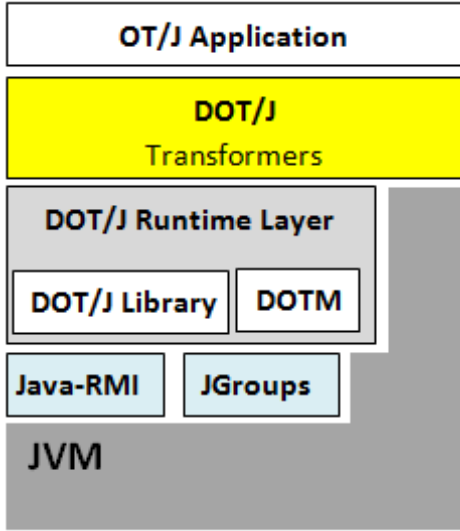 OT/J Application
DOT/J
Transformers
DOT/J Runtime Layer
DOT/J Library
DOTM
Java-RMI
JGroups
JVM